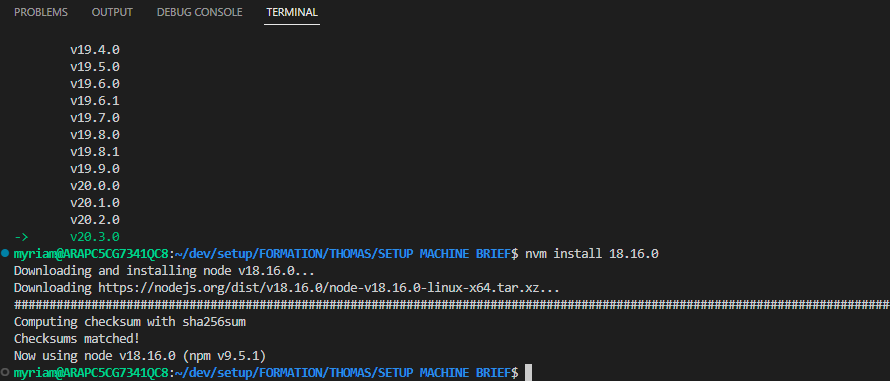 PROBLEMS OUTPUT DEBUG CONSOLE TERMINAL
v19.4.0
v19.5.0
v19.6.0
v19.6.1
v19.7.0
v19.8.0
v19.8.1
v19.9.0
v20.0.0
v20.1.0
v20.2.0
-> v20.3.0
myriam@ARAPC5CG7341QC8:~/dev/setup/FORMATION/THOMAS/SETUP MACHINE BRIEF$ nvm install 18.16.0
Downloading and installing node v18.16.0...
Downloading https://nodejs.org/dist/v18.16.0/node-v18.16.0-linux-x64.tar.xz...
#############################################################################################################################
Computing checksum with sha256sum
Checksums matched!
Now using node v18.16.0 (npm v9.5.1)
myriam@ARAPC5CG7341QC8:~/dev/setup/FORMATION/THOMAS/SETUP MACHINE BRIEF$